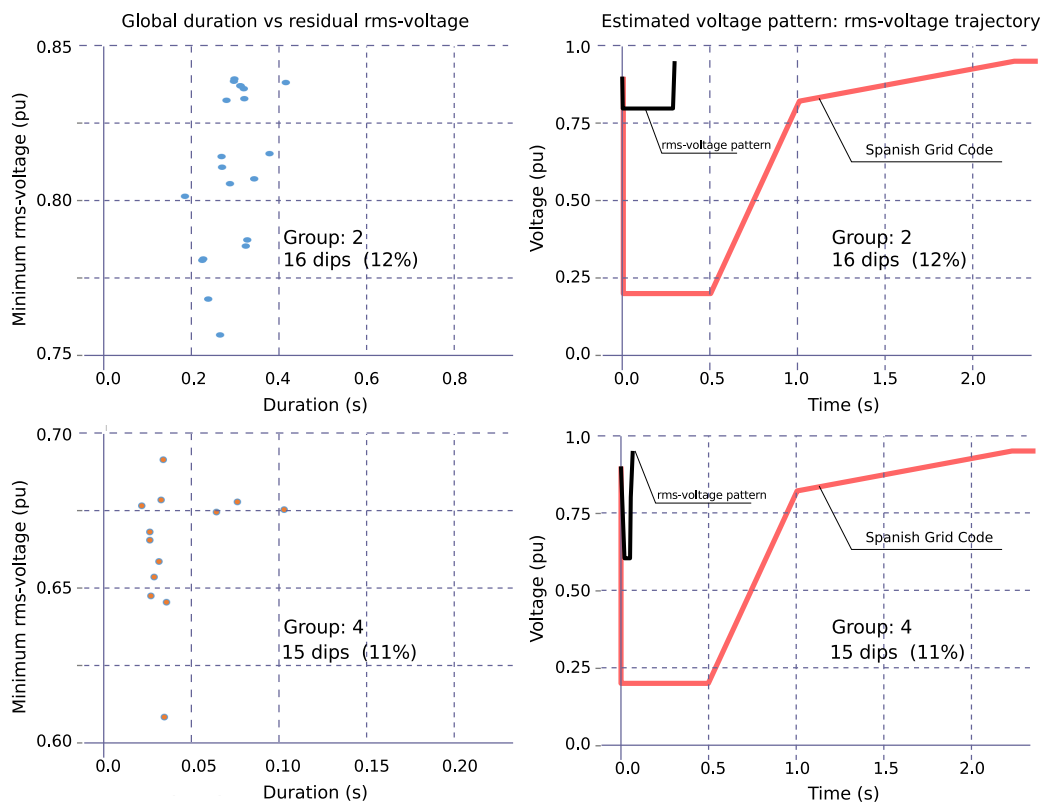 Global duration vs residual rms-voltage
Estimated voltage pattern: rms-voltage trajectory
0.85
0.80
0.75
Minimum rms-voltage (pu)
Group: 2
16 dips (12%)
0.0 0.2 0.4 0.6 0.8
Duration (s)
1.0
0.75
0.50
0.25
0.0
Voltage (pu)
rms-voltage pattern
Spanish Grid Code
Group: 2
16 dips (12%)
0.0 0.5 1.0 1.5 2.0
Time (s)
0.70
0.65
0.60
Minimum rms-voltage (pu)
Group: 4
15 dips (11%)
0.0 0.05 0.10 0.15 0.20
Duration (s)
1.0
0.75
0.50
0.25
0.0
Voltage (pu)
rms-voltage pattern
Spanish Grid Code
Group: 4
15 dips (11%)
0.0 0.5 1.0 1.5 2.0
Time (s)